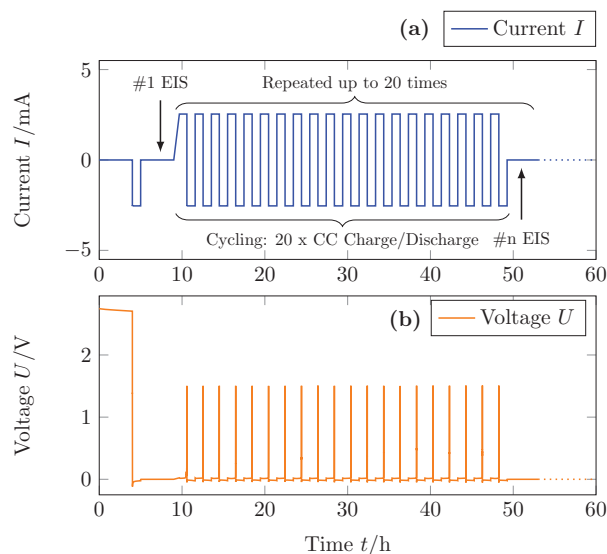 (a)
Current I
Current I/mA
5
0
−5
#1 EIS
Repeated up to 20 times
Cycling: 20 x CC Charge/Discharge
#n EIS
0 10 20 30 40 50 60
(b)
Voltage U
Voltage U/V
2
1
0
0 10 20 30 40 50 60
Time t/h